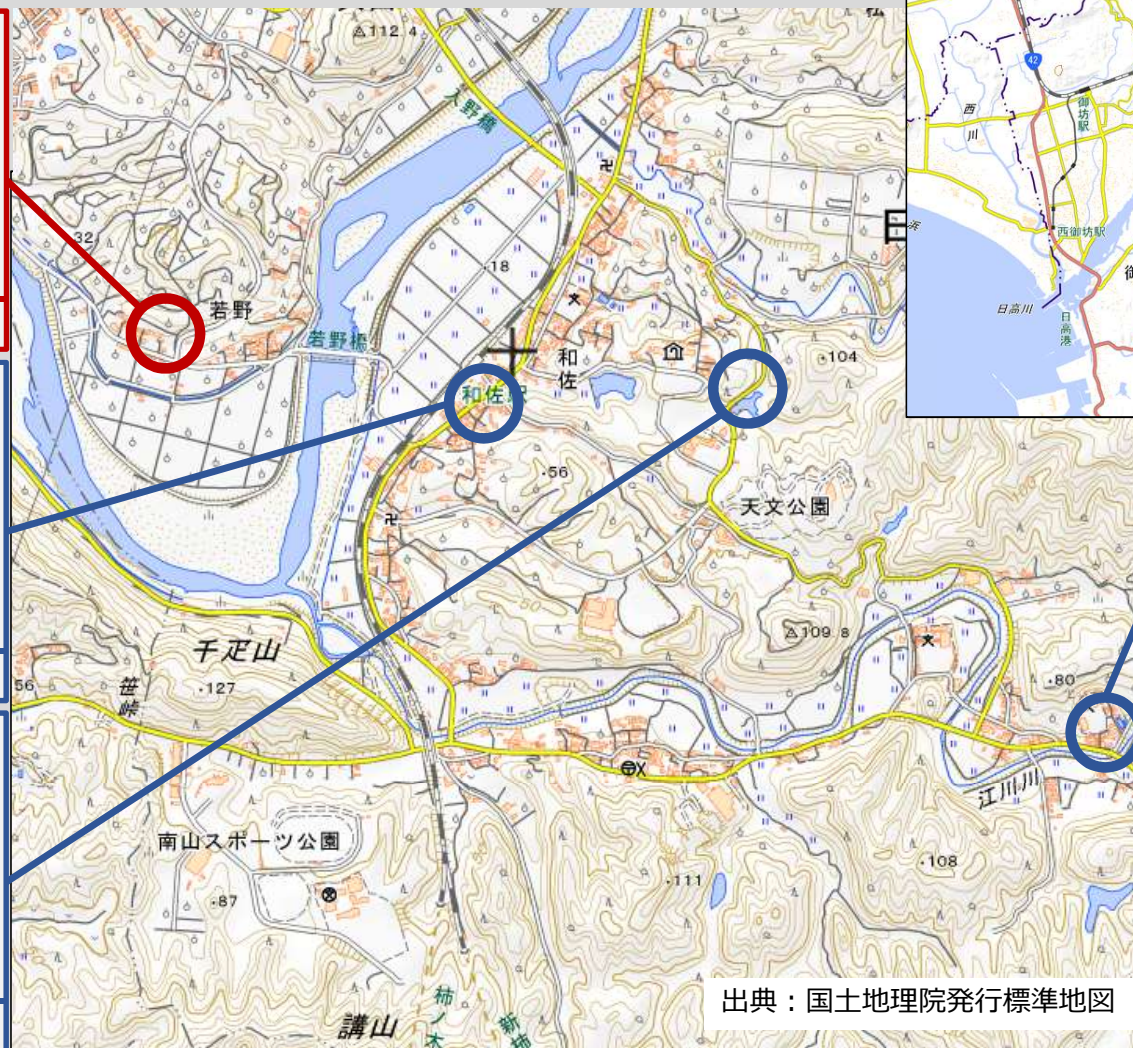 112.4
入野橋
32
18
若野
若野橋
和佐
和佐駅
104
56
天文公園
109.8
千疋山
127
笹峠
56
80
江川川
南山スポーツ公園
108
111
87
柿ノ木
新柿
講山
42
西川
御坊駅
西御坊駅
日高川
日高港
御
浜
出典：国土地理院発行標準地図